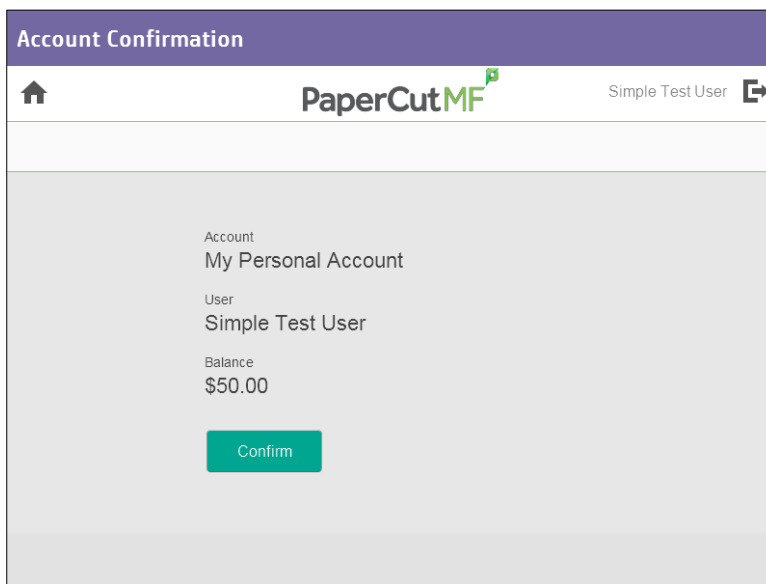 Account Confirmation
PaperCutMF
Simple Test User
Account
My Personal Account
User
Simple Test User
Balance
$50.00
Confirm